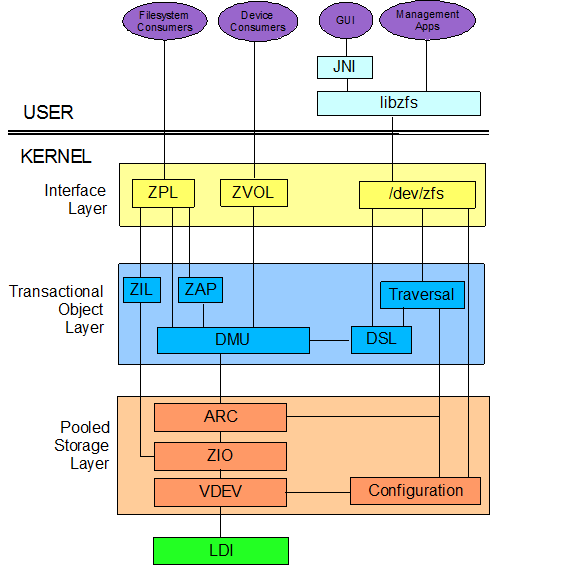 Filesystem
Consumers
Device
Consumers
GUI
Management
Apps
JNI
libzfs
USER
KERNEL
Interface
Layer
ZPL
ZVOL
/dev/zfs
Transactional
Object
Layer
ZIL
ZAP
Traversal
DMU
DSL
Pooled
Storage
Layer
ARC
ZIO
VDEV
Configuration
LDI